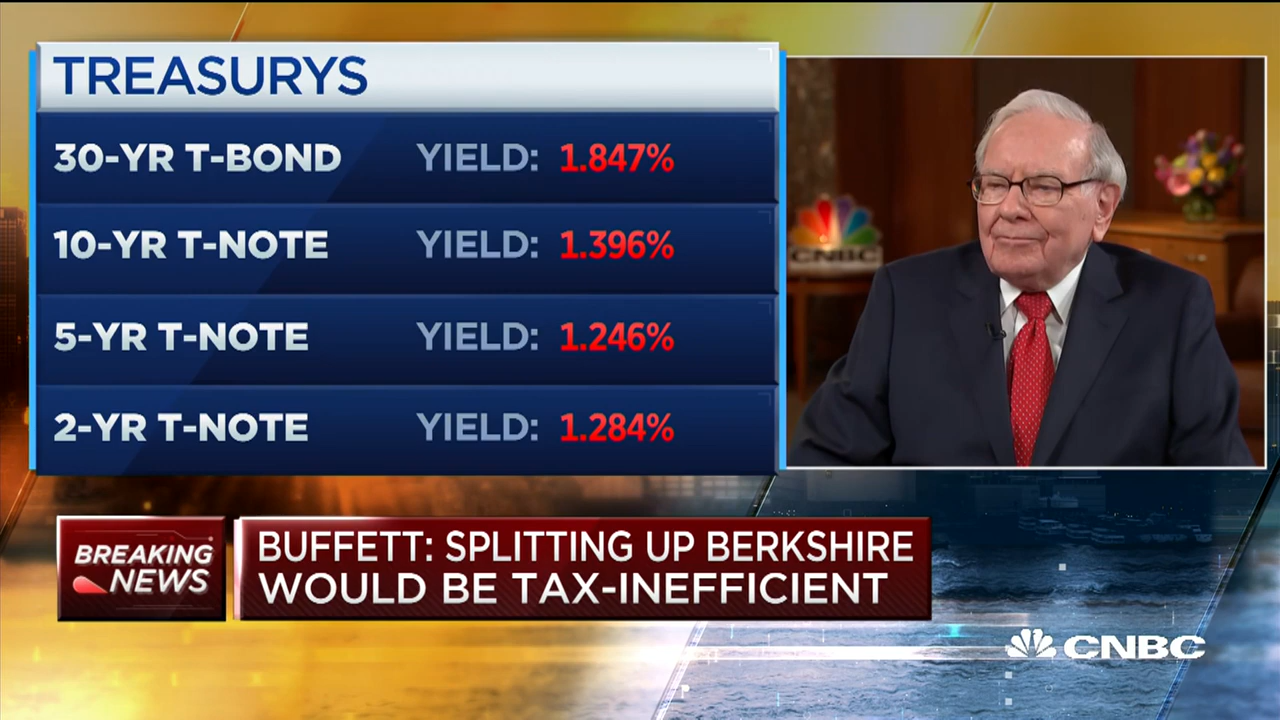 TREASURYS
30-YR T-BOND YIELD: 1.847%
10-YR T-NOTE YIELD: 1.396%
5-YR T-NOTE YIELD: 1.246%
2-YR T-NOTE YIELD: 1.284%
CNBC
BREAKING NEWS
BUFFETT: SPLITTING UP BERKSHIRE
WOULD BE TAX-INEFFICIENT
CNBC